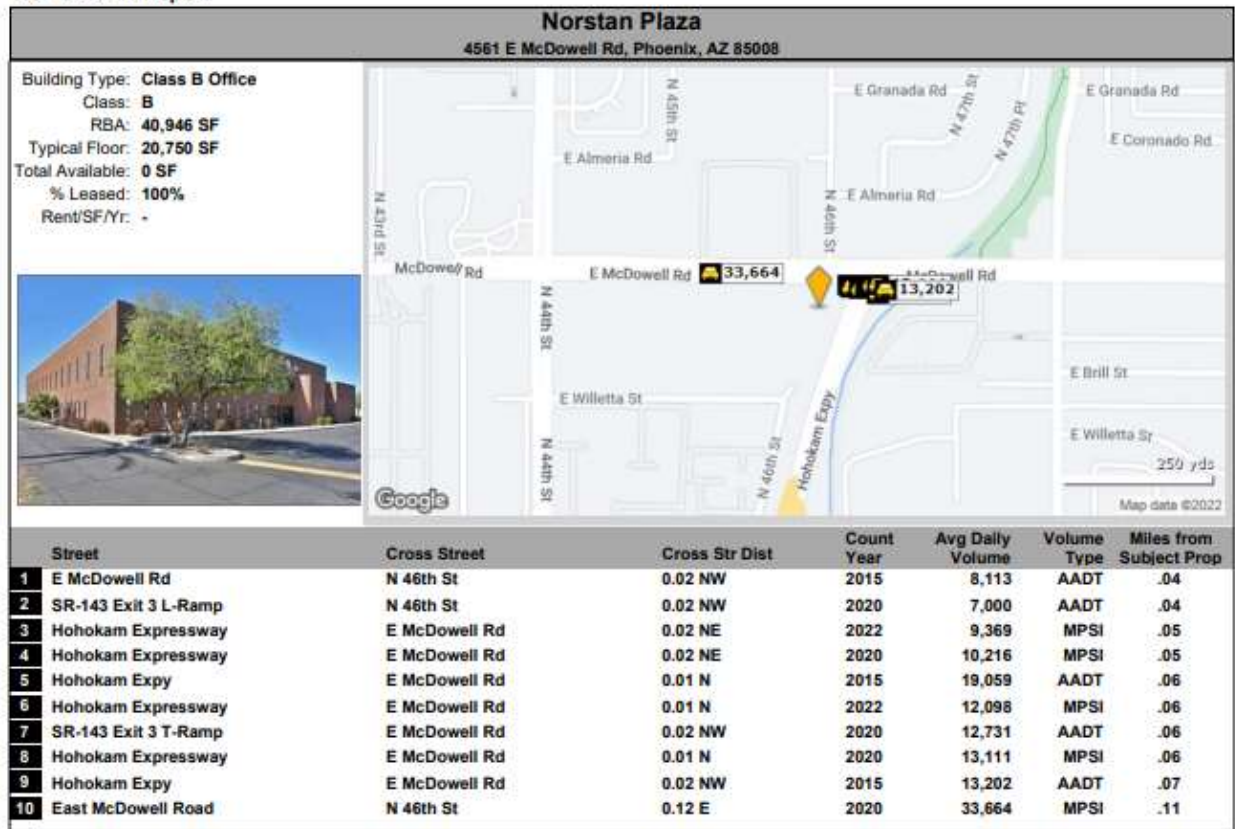 Norstan Plaza
4561 E McDowell Rd, Phoenix, AZ 85008
Building Type: Class B Office
Class: B
RBA: 40,946 SF
Typical Floor: 20,750 SF
Total Available: 0 SF
% Leased: 100%
Rent/SF/Yr: -
N 45th St
E Granada Rd
N 47th St
E Granada Rd
N 47th Pl
E Coronado Rd
E Almeria Rd
N 43rd St
N 46th St
E Almeria Rd
McDowell Rd
E McDowell Rd
33,664
McDowell Rd
13,202
N 44th St
E Brill St
E Willetta St
Hohokam Expy
E Willetta St
N 44th St
N 46th St
250 yds
Google
Map data ©2022
Street Cross Street Cross Str Dist Count Year Avg Daily Volume Volume Type Miles from Subject Prop
1 E McDowell Rd N 46th St 0.02 NW 2015 8,113 AADT .04
2 SR-143 Exit 3 L-Ramp N 46th St 0.02 NW 2020 7,000 AADT .04
3 Hohokam Expressway E McDowell Rd 0.02 NE 2022 9,369 MPSI .05
4 Hohokam Expressway E McDowell Rd 0.02 NE 2020 10,216 MPSI .05
5 Hohokam Expy E McDowell Rd 0.01 N 2015 19,059 AADT .06
6 Hohokam Expressway E McDowell Rd 0.01 N 2022 12,098 MPSI .06
7 SR-143 Exit 3 T-Ramp E McDowell Rd 0.02 NW 2020 12,731 AADT .06
8 Hohokam Expressway E McDowell Rd 0.01 N 2020 13,111 MPSI .06
9 Hohokam Expy E McDowell Rd 0.02 NW 2015 13,202 AADT .07
10 East McDowell Road N 46th St 0.12 E 2020 33,664 MPSI .11